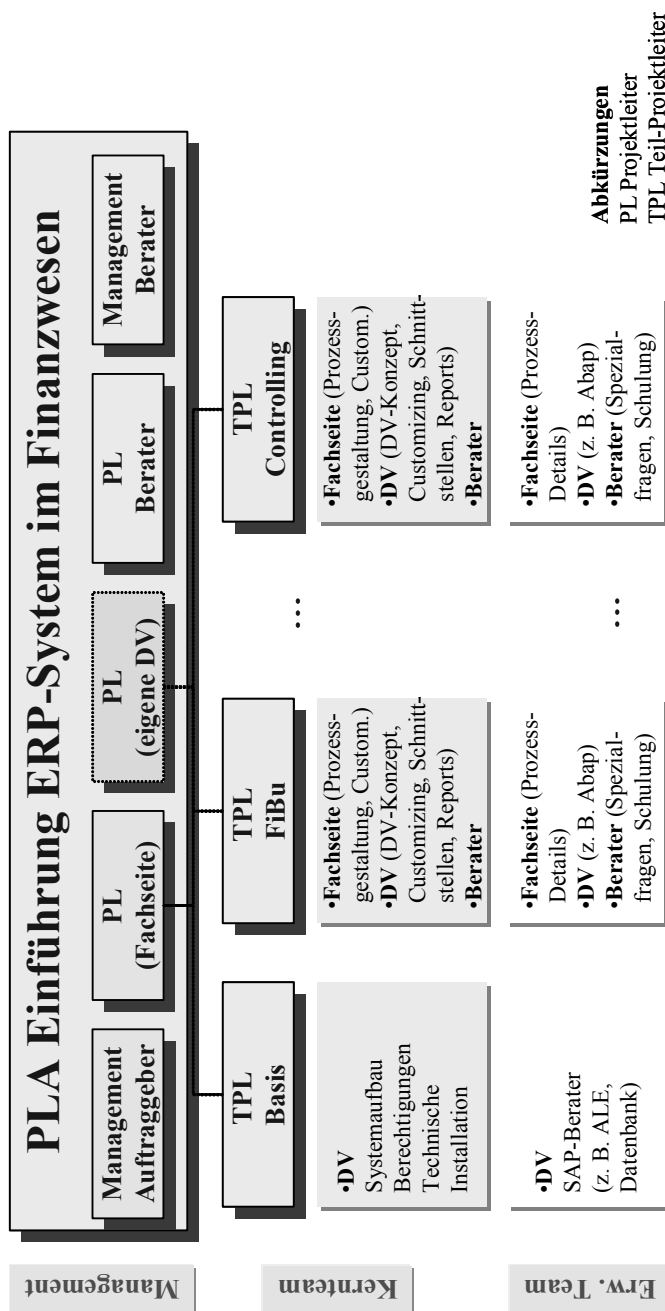 PLA Einführung ERP-System im Finanzwesen
Management
Management
Auftraggeber
PL
(Fachseite)
PL
(eigene DV)
PL
Berater
Management
Berater
Kernteam
TPL
Basis
TPL
FiBu
TPL
Controlling
•DV
Systemaufbau
Berechtigungen
Technische
Installation
•Fachseite (Prozess-
gestaltung, Custom.)
•DV (DV-Konzept,
Customizing, Schnitt-
stellen, Reports)
•Berater
...
•Fachseite (Prozess-
gestaltung, Custom.)
•DV (DV-Konzept,
Customizing, Schnitt-
stellen, Reports)
•Berater
Erw. Team
•DV
SAP-Berater
(z. B. ALE,
Datenbank)
•Fachseite (Prozess-
Details)
•DV (z. B. Abap)
•Berater (Spezial-
fragen, Schulung)
...
•Fachseite (Prozess-
Details)
•DV (z. B. Abap)
•Berater (Spezial-
fragen, Schulung)
Abkürzungen
PL Projektleiter
TPL Teil-Projektleiter